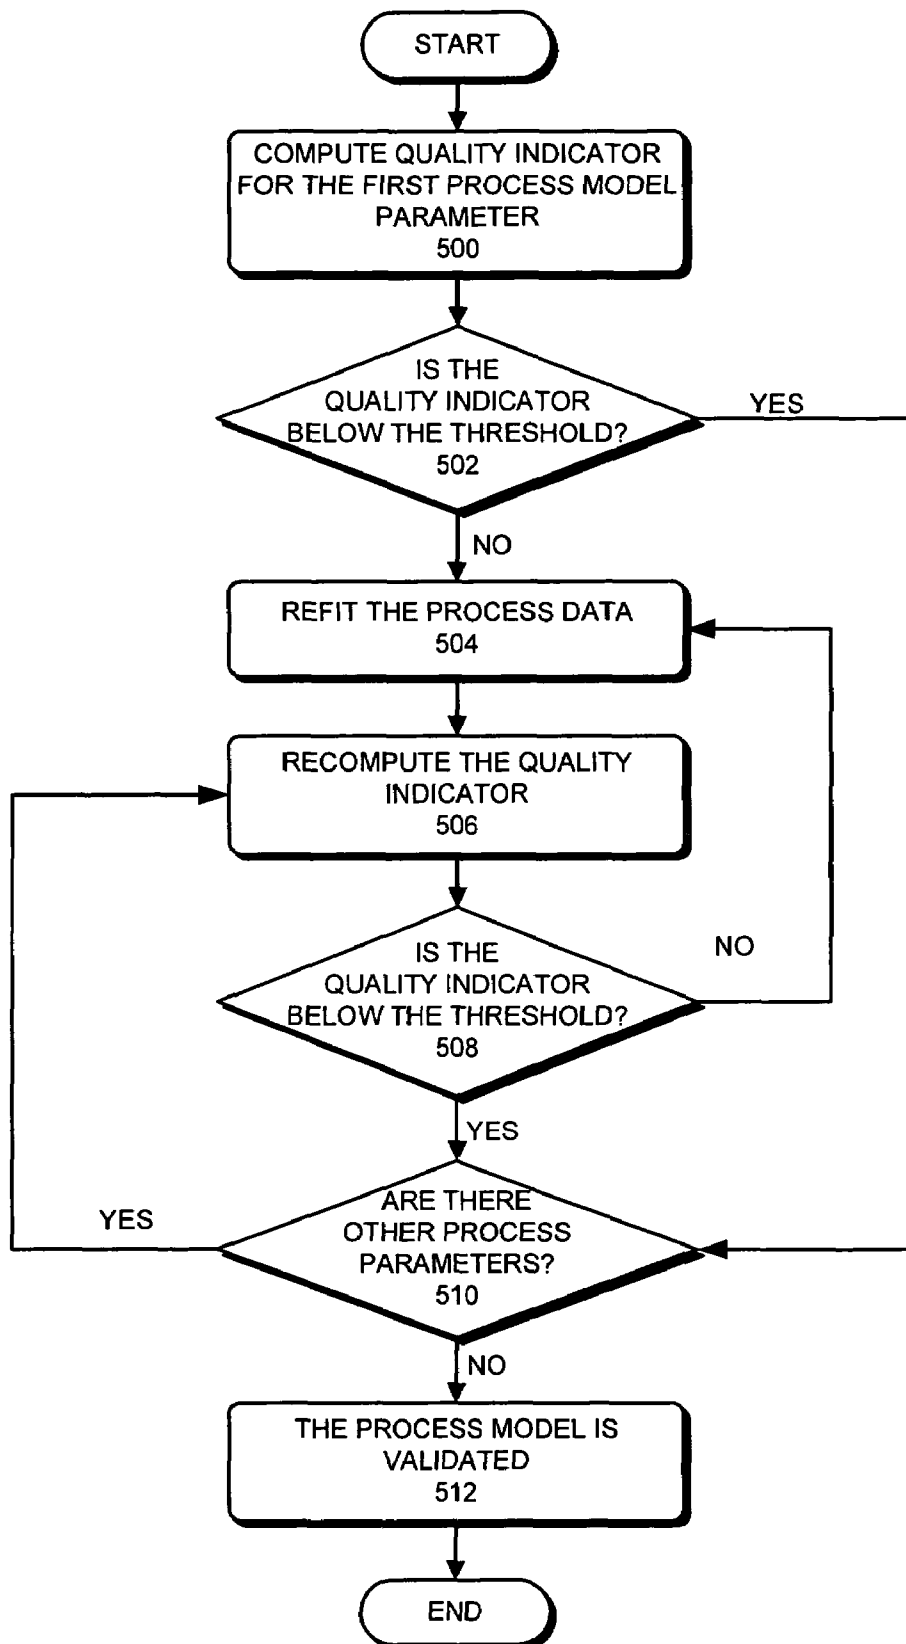 START
COMPUTE QUALITY INDICATOR
FOR THE FIRST PROCESS MODEL
PARAMETER
500
IS THE
QUALITY INDICATOR
BELOW THE THRESHOLD?
502
YES
NO
REFIT THE PROCESS DATA
504
RECOMPUTE THE QUALITY
INDICATOR
506
IS THE
QUALITY INDICATOR
BELOW THE THRESHOLD?
508
NO
YES
ARE THERE
OTHER PROCESS
PARAMETERS?
510
YES
NO
THE PROCESS MODEL IS
VALIDATED
512
END